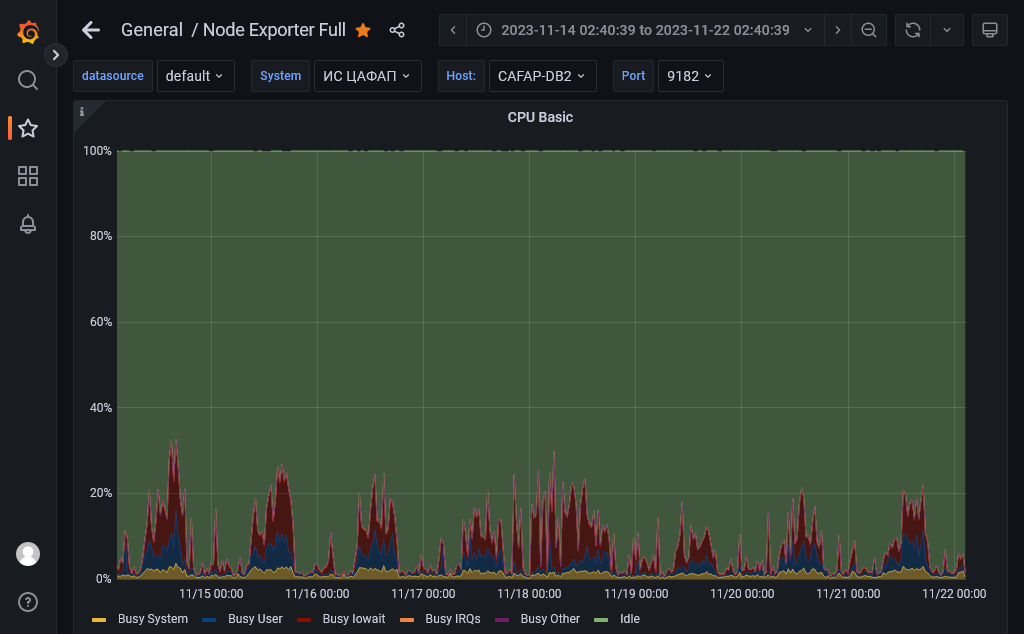 General / Node Exporter Full
2023-11-14 02:40:39 to 2023-11-22 02:40:39
datasource default System ИС ЦАФАП Host: CAFAP-DB2 Port 9182
i
CPU Basic
100%
80%
60%
40%
20%
0%
11/15 00:00 11/16 00:00 11/17 00:00 11/18 00:00 11/19 00:00 11/20 00:00 11/21 00:00 11/22 00:00
Busy System Busy User Busy Iowait Busy IRQs Busy Other Idle
?